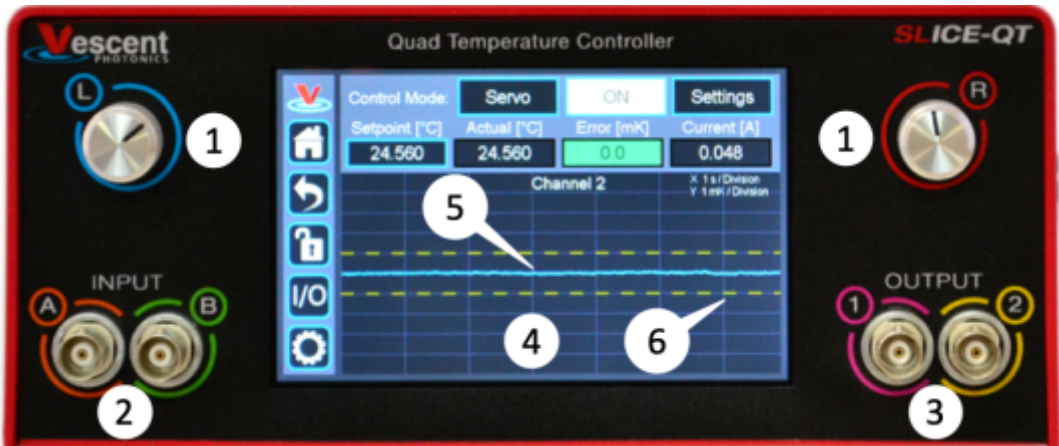 Vescent
PHOTONICS
Quad Temperature Controller
SLICE-QT
L
R
1
1
Control Mode: Servo ON Settings
Setpoint [°C] Actual [°C] Error [mK] Current [A]
24.560 24.560 0.0 0.048
Channel 2
X 1 s / Division
Y 1 mK / Division
5
INPUT
A
B
I/O
OUTPUT
1
2
4
6
2
3